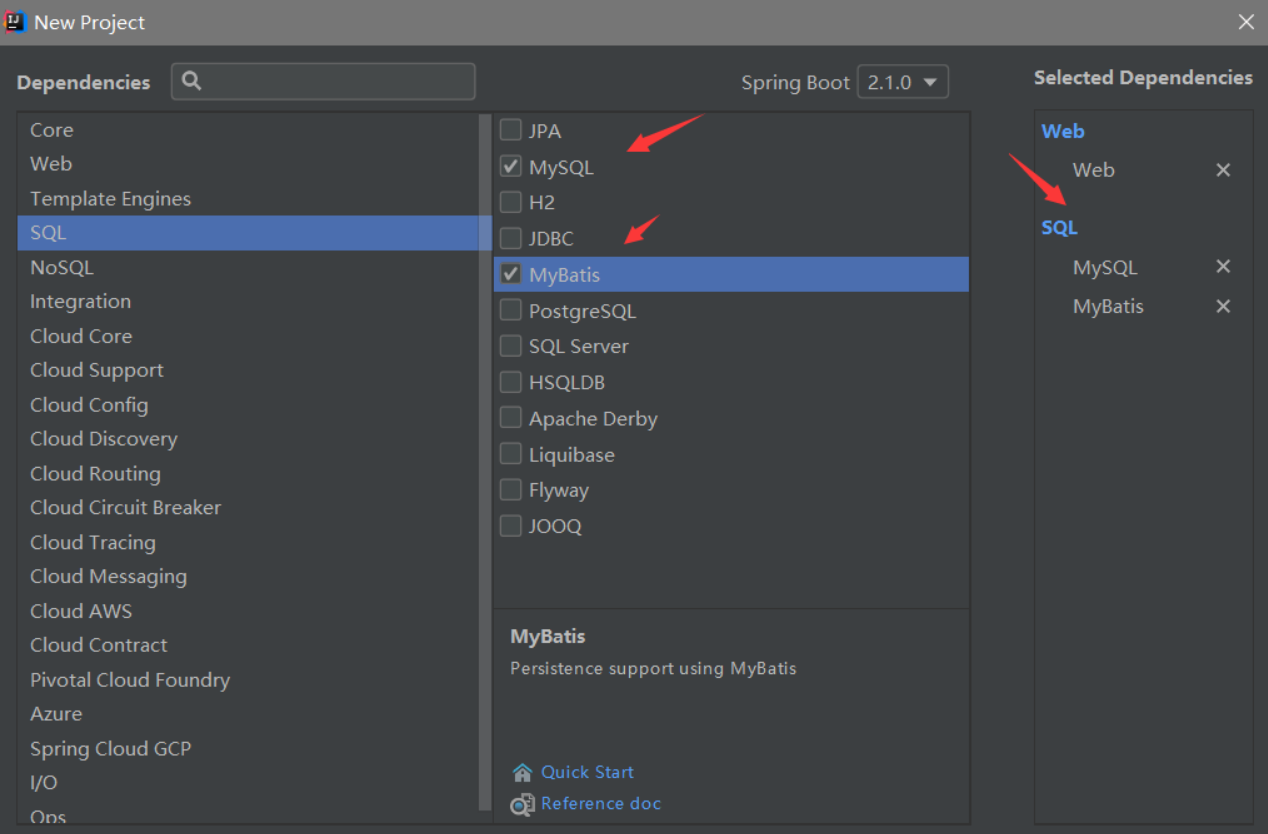 New Project
Dependencies
Spring Boot 2.1.0
Selected Dependencies
Core
Web
Template Engines
SQL
NoSQL
Integration
Cloud Core
Cloud Support
Cloud Config
Cloud Discovery
Cloud Routing
Cloud Circuit Breaker
Cloud Tracing
Cloud Messaging
Cloud AWS
Cloud Contract
Pivotal Cloud Foundry
Azure
Spring Cloud GCP
I/O
Ops
JPA
MySQL
H2
JDBC
MyBatis
PostgreSQL
SQL Server
HSQLDB
Apache Derby
Liquibase
Flyway
JOOQ
MyBatis
Persistence support using MyBatis
Quick Start
Reference doc
Web
Web
SQL
MySQL
MyBatis